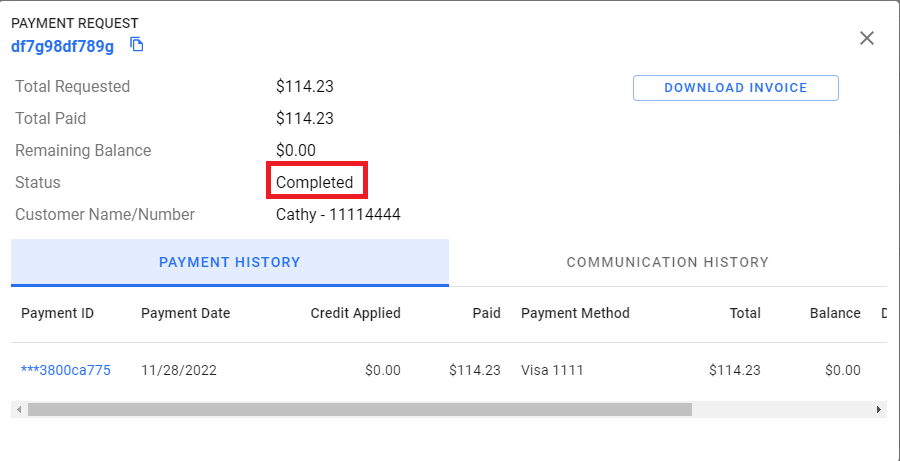 PAYMENT REQUEST
df7g98df789g
Total Requested $114.23
DOWNLOAD INVOICE
Total Paid $114.23
Remaining Balance $0.00
Status Completed
Customer Name/Number Cathy - 11114444
PAYMENT HISTORY COMMUNICATION HISTORY
Payment ID Payment Date Credit Applied Paid Payment Method Total Balance
***3800ca775 11/28/2022 $0.00 $114.23 Visa 1111 $114.23 $0.00